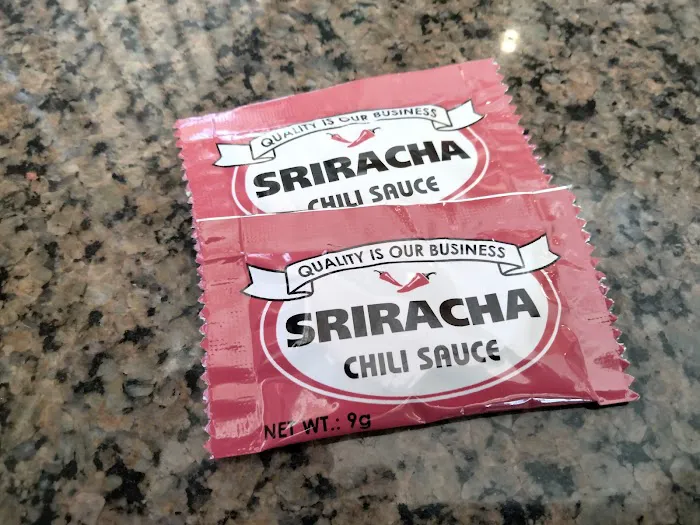 QUALITY IS OUR BUSINESS
SRIRACHA
CHILI SAUCE
QUALITY IS OUR BUSINESS
SRIRACHA
CHILI SAUCE
NET WT.: 9g